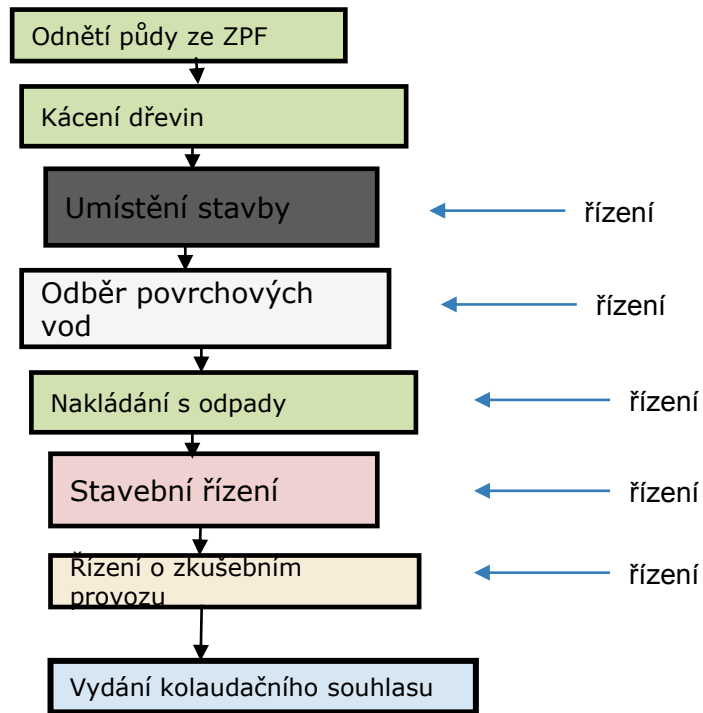 Odnětí půdy ze ZPF
Kácení dřevin
Umístění stavby
řízení
Odběr povrchových
vod
řízení
Nakládání s odpady
řízení
Stavební řízení
řízení
Řízení o zkušebním
provozu
řízení
Vydání kolaudačního souhlasu